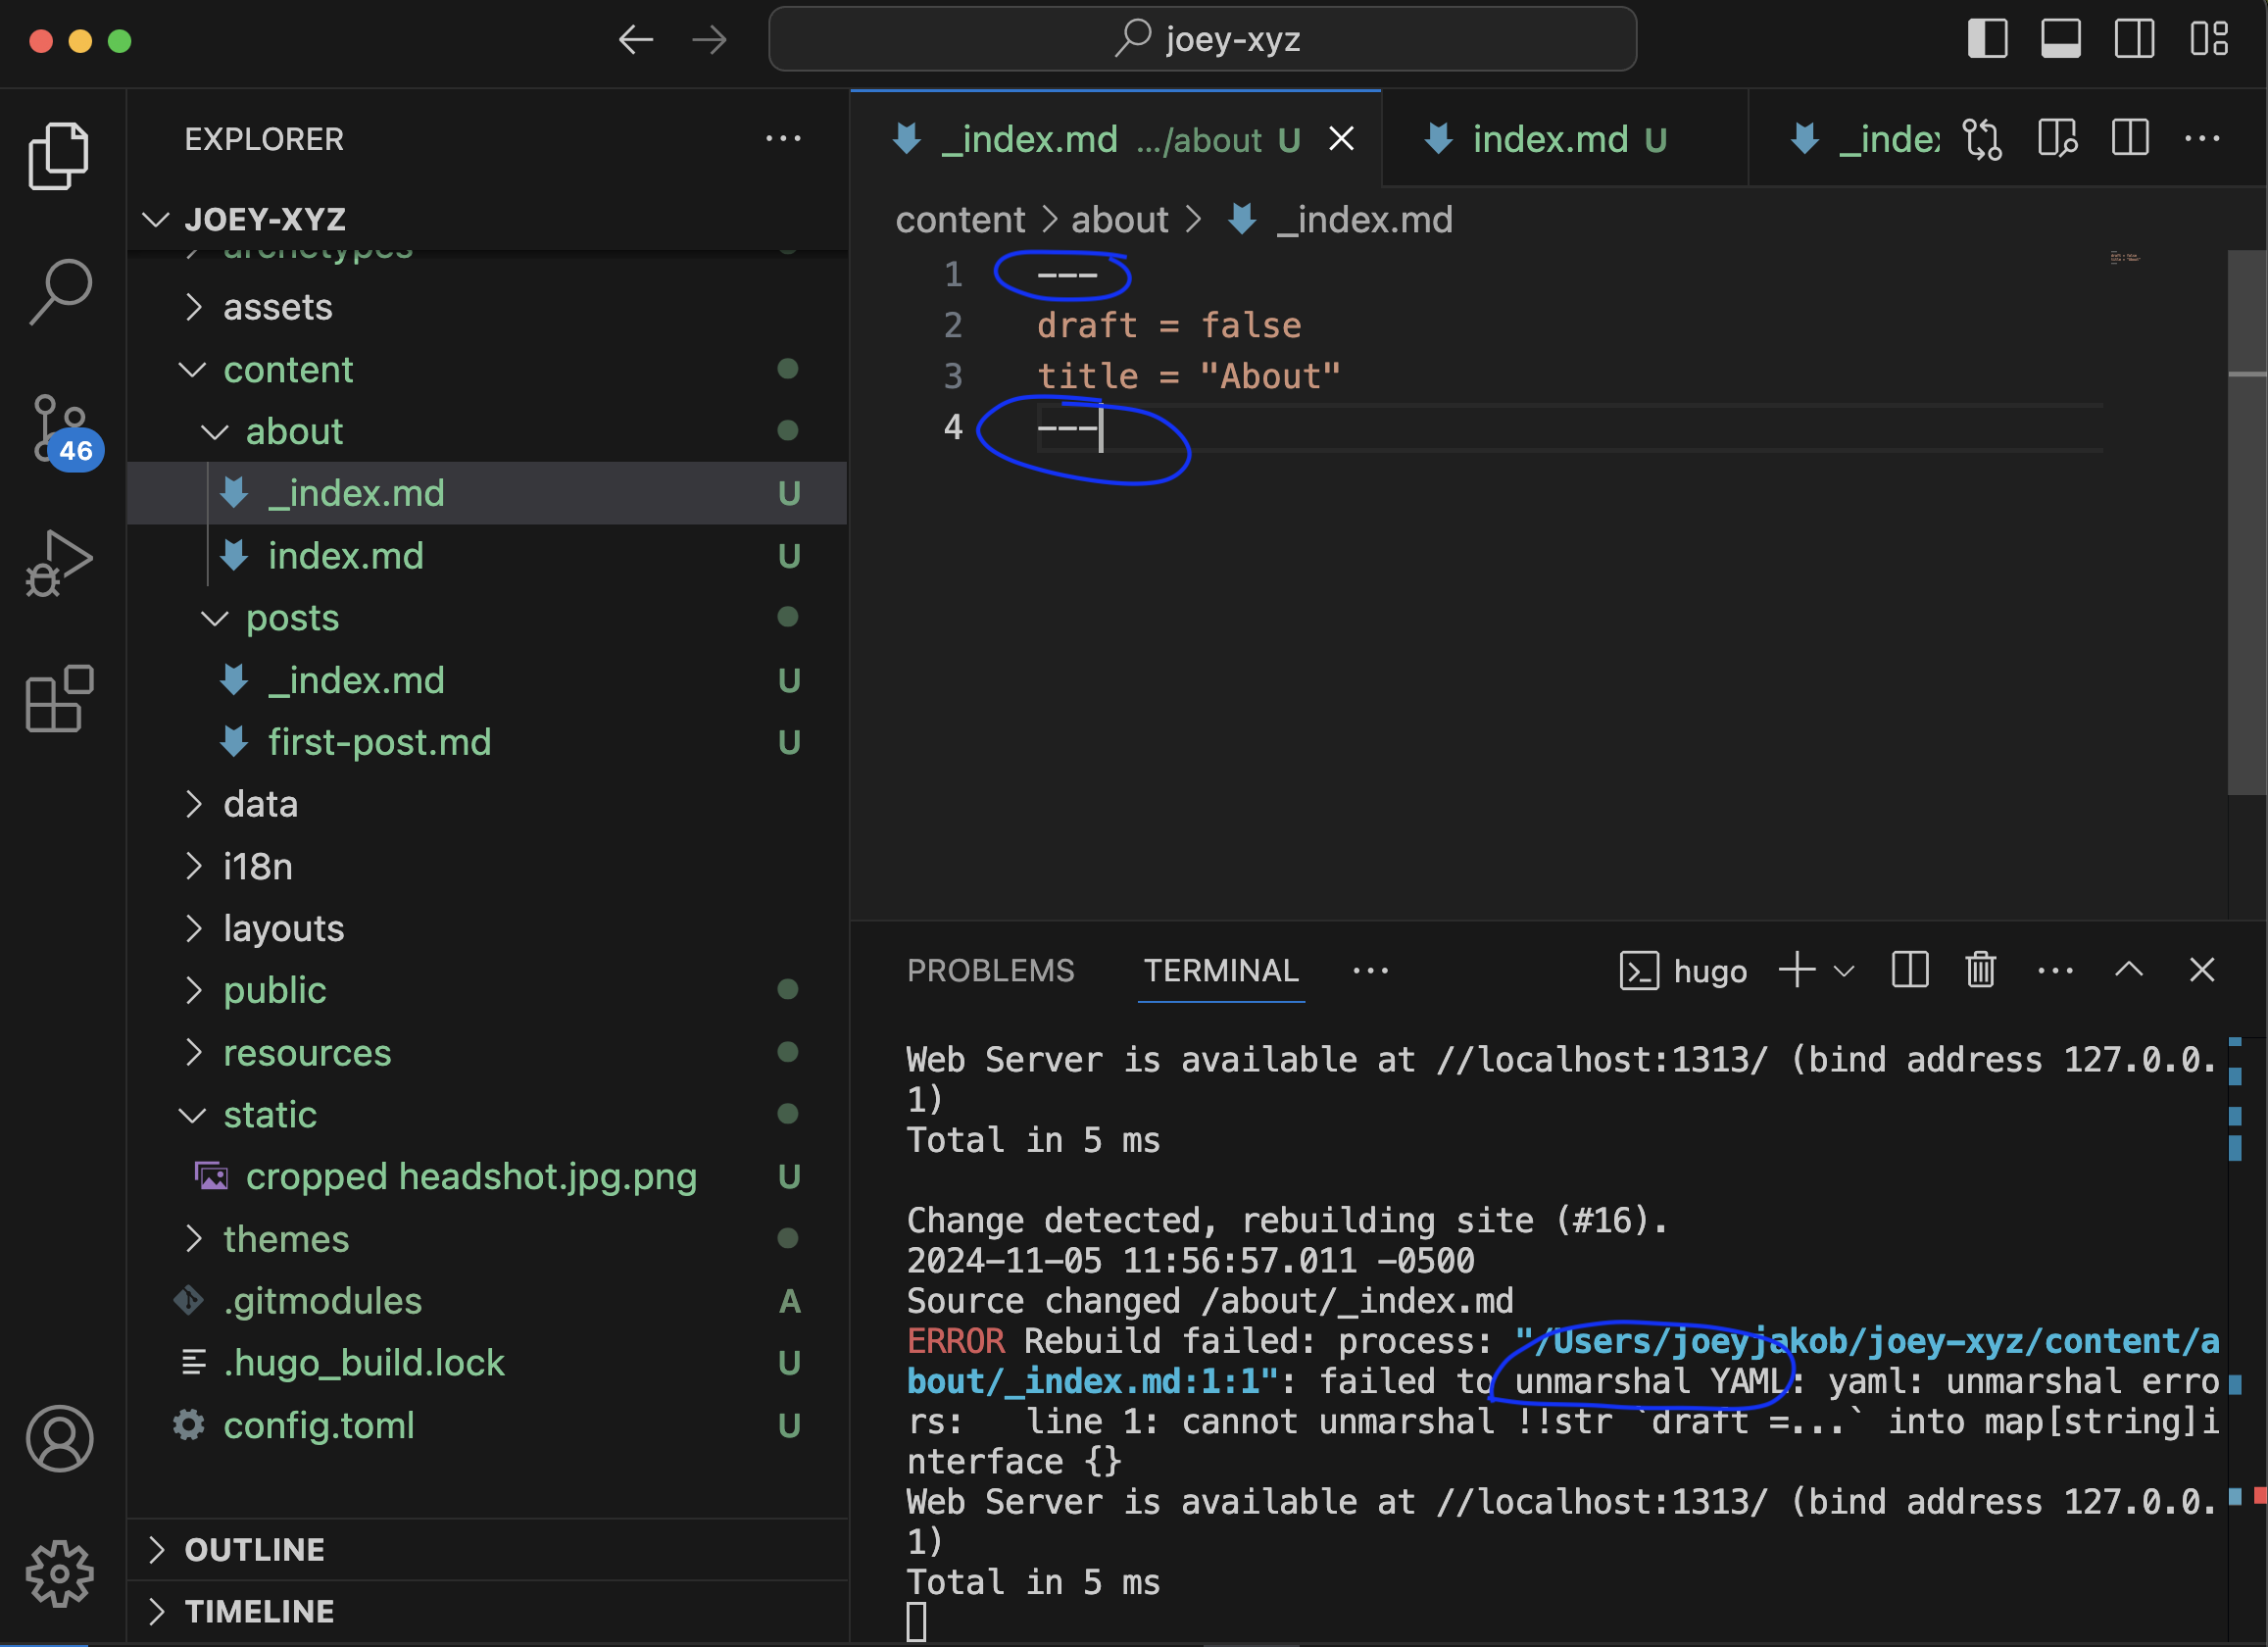 joey-xyz
EXPLORER
JOEY-XYZ
archetypes
assets
content
about
_index.md U
index.md U
posts
_index.md U
first-post.md U
data
i18n
layouts
public
resources
static
cropped headshot.jpg.png U
themes
.gitmodules A
.hugo_build.lock U
config.toml U
OUTLINE
TIMELINE
46
_index.md .../about U
index.md U
_index
content > about > _index.md
1 ---
2 draft = false
3 title = "About"
4 ---
PROBLEMS TERMINAL
hugo
Web Server is available at //localhost:1313/ (bind address 127.0.0.
1)
Total in 5 ms
Change detected, rebuilding site (#16).
2024-11-05 11:56:57.011 -0500
Source changed /about/_index.md
ERROR Rebuild failed: process: "/Users/joeyjakob/joey-xyz/content/a
bout/_index.md:1:1": failed to unmarshal YAML: yaml: unmarshal erro
rs:   line 1: cannot unmarshal !!str `draft =...` into map[string]i
nterface {}
Web Server is available at //localhost:1313/ (bind address 127.0.0.
1)
Total in 5 ms